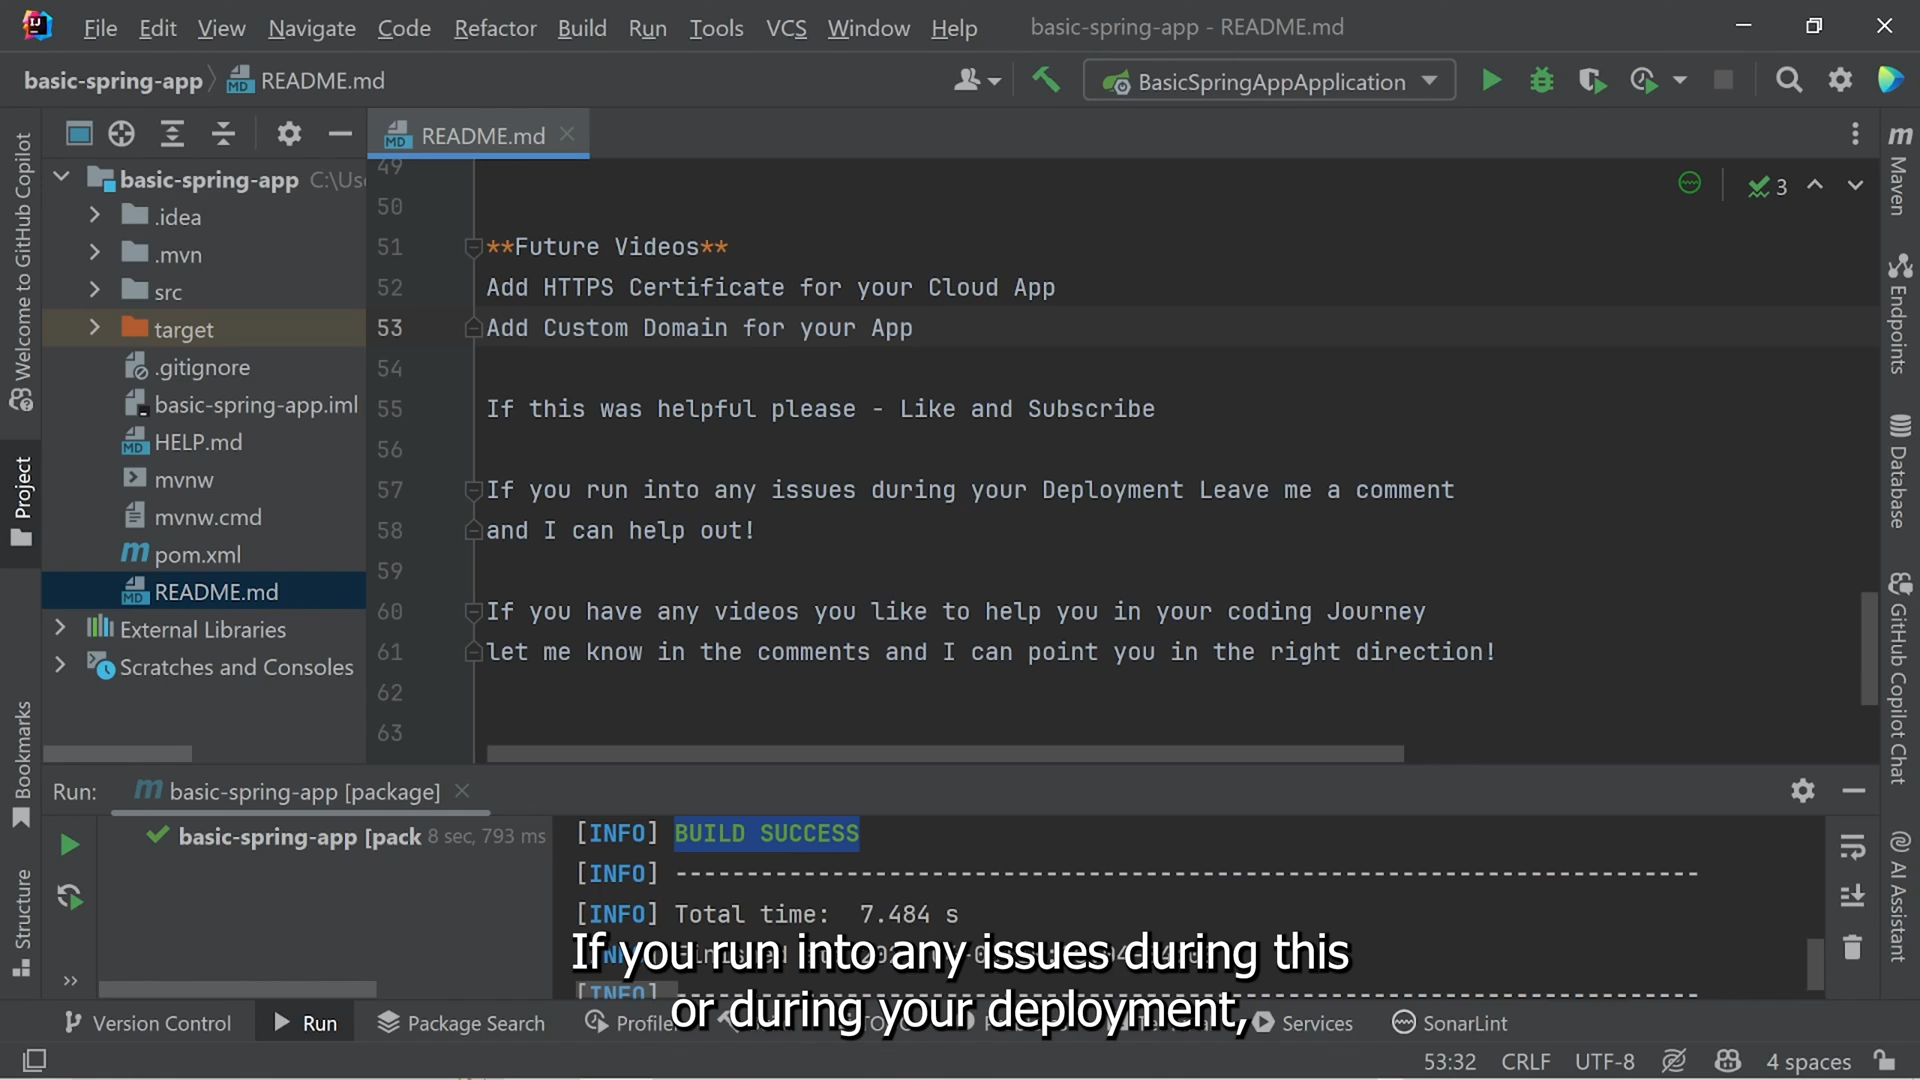 File Edit View Navigate Code Refactor Build Run Tools VCS Window Help basic-spring-app - README.md
basic-spring-app README.md
BasicSpringAppApplication
README.md
basic-spring-app C:\Us
.idea
.mvn
src
target
.gitignore
basic-spring-app.iml
HELP.md
mvnw
mvnw.cmd
pom.xml
README.md
External Libraries
Scratches and Consoles
Welcome to GitHub Copilot
Project
Bookmarks
Structure
3
49
50
51 **Future Videos**
52 Add HTTPS Certificate for your Cloud App
53 Add Custom Domain for your App
54
55 If this was helpful please - Like and Subscribe
56
57 If you run into any issues during your Deployment Leave me a comment
58 and I can help out!
59
60 If you have any videos you like to help you in your coding Journey
61 let me know in the comments and I can point you in the right direction!
62
63
Maven
Endpoints
Database
GitHub Copilot Chat
AI Assistant
Run: basic-spring-app [package]
basic-spring-app [pack 8 sec, 793 ms
[INFO] BUILD SUCCESS
[INFO] ------------------------------------------------------------------------
[INFO] Total time: 7.484 s
If you run into any issues during this
or during your deployment,
Version Control Run Package Search Profiler Services SonarLint
53:32 CRLF UTF-8 4 spaces